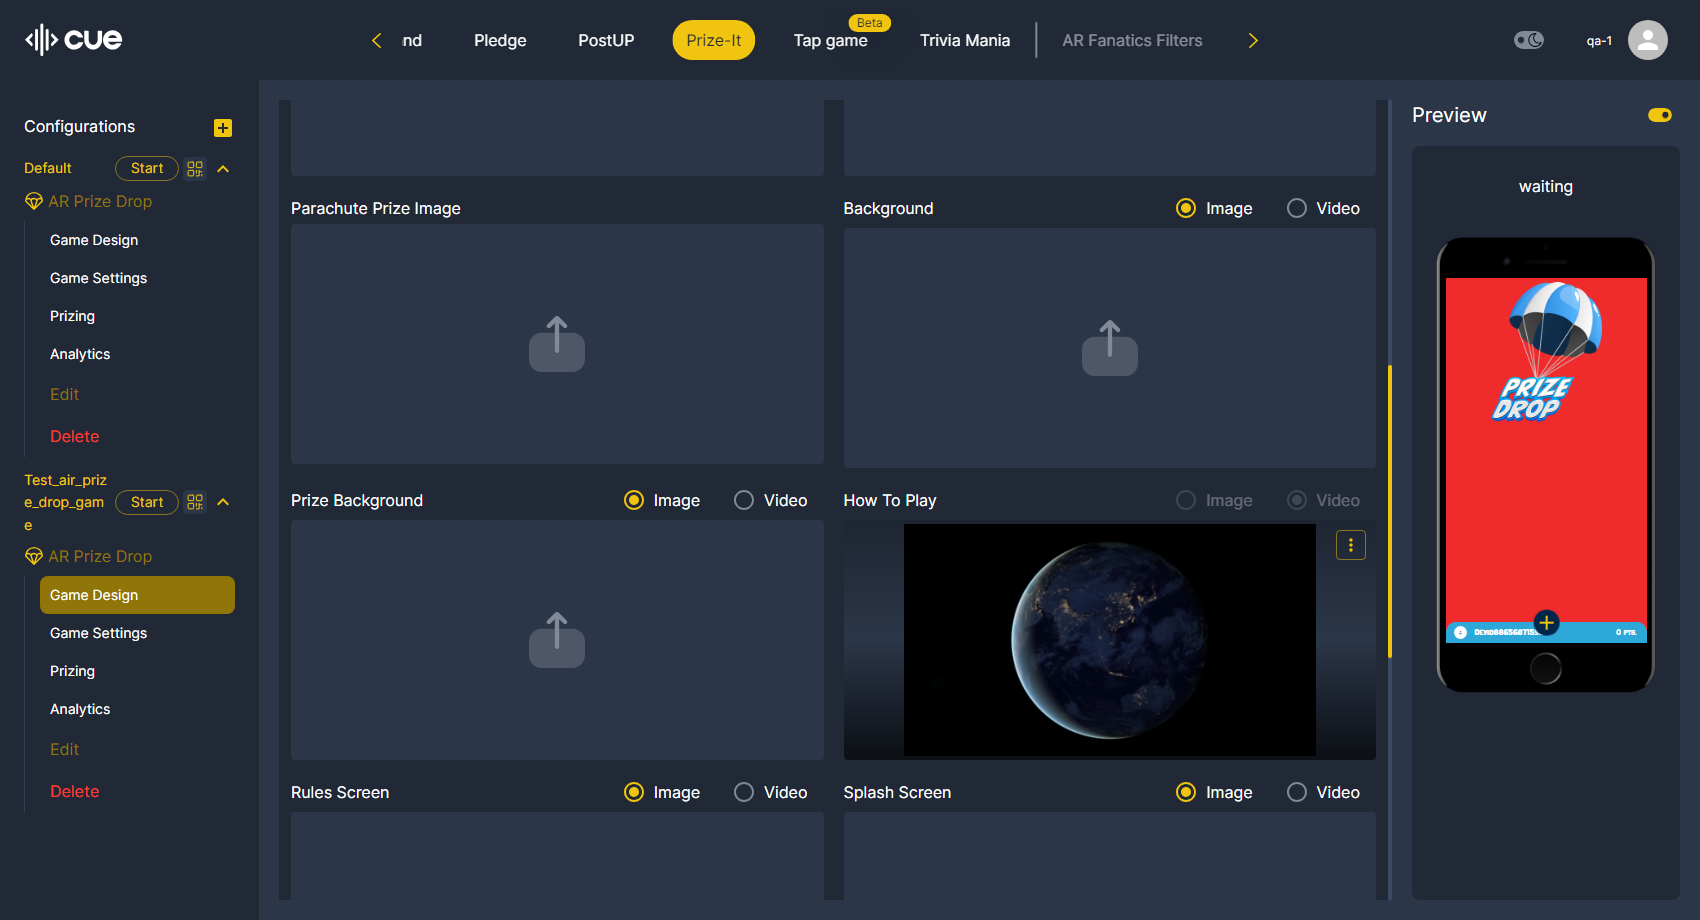 cue
nd
Pledge
PostUP
Prize-It
Beta
Tap game
Trivia Mania
AR Fanatics Filters
qa-1
Configurations
Default
Start
AR Prize Drop
Game Design
Game Settings
Prizing
Analytics
Edit
Delete
Test_air_priz
e_drop_gam
e
Start
AR Prize Drop
Game Design
Game Settings
Prizing
Analytics
Edit
Delete
Parachute Prize Image
Background
Image
Video
Prize Background
Image
Video
How To Play
Image
Video
Rules Screen
Image
Video
Splash Screen
Image
Video
Preview
waiting
PRIZE
DROP
0 PTS.